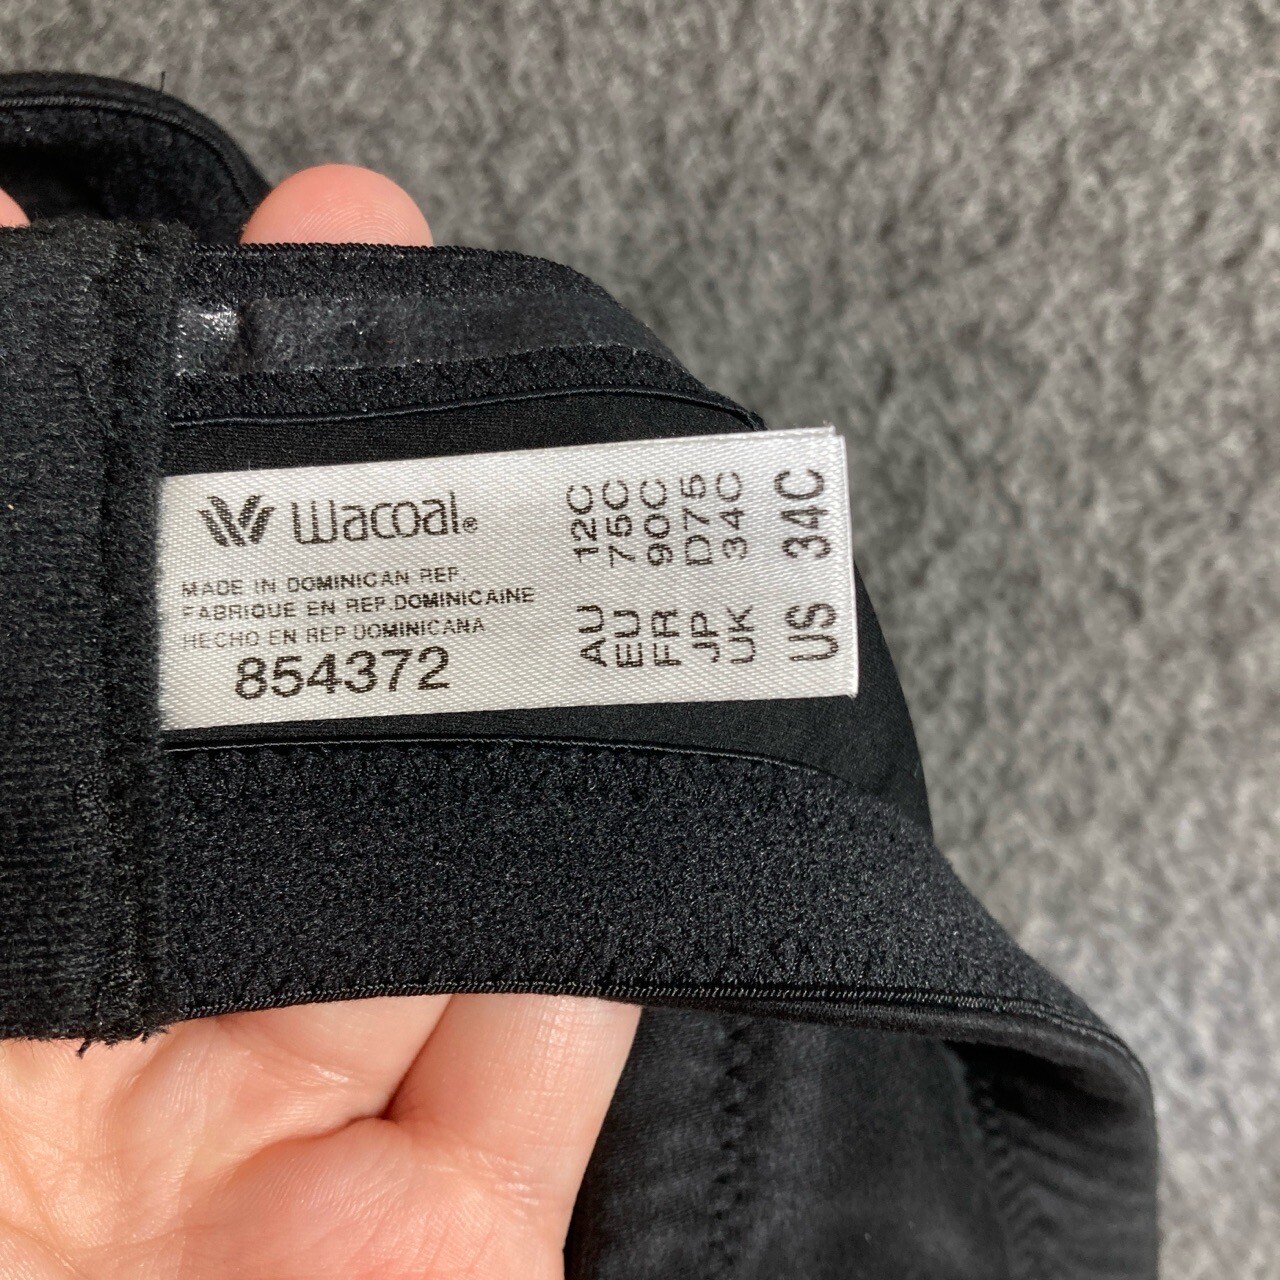 Wacoal®
MADE IN DOMINICAN REP.
FABRIQUE EN REP.DOMINICAINE
HECHO EN REP DOMINICANA
854372
AU 12C
EU 75C
FR 90C
JP D75
UK 34C
US 34C